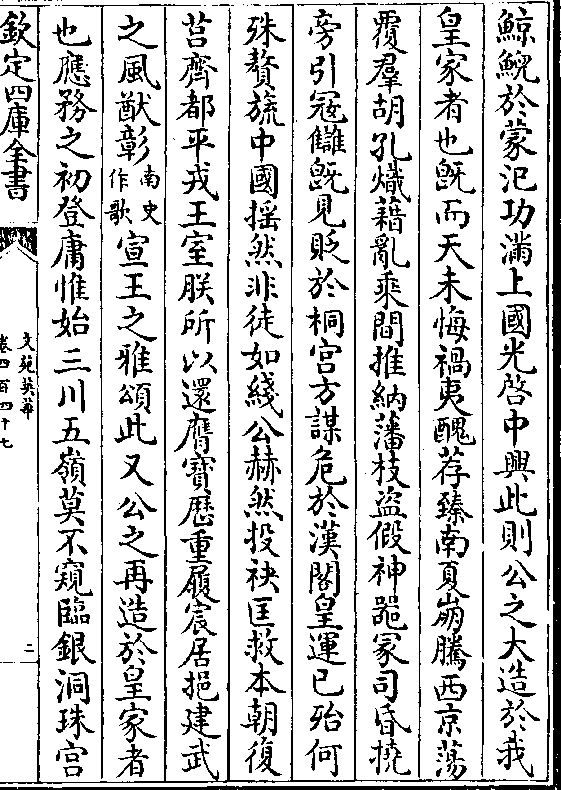 鯨鯢於蒙汜功滿上國光啓中興此則公之大造於我
皇家者也旣而天未悔禍夷醜荐臻南夏崩騰西京蕩
覆羣胡孔熾藉亂乘間推納藩枝盜假神器冢司昏撓
旁引寇讎旣見貶於桐宮方謀危於漢閣皇運已殆何
殊贅旒中國摇然非徒如綫公赫然投袂匡救本朝復
莒齊都平戎王室朕所以還膺寶歷重履宸居挹建武
之風猷彰南史作歌宣王之雅頌此又公之再造於皇家者
也應務之初登庸惟始三川五嶺莫不窺臨銀洞珠宫
欽定四庫全書
文苑英華
卷四百四十七
二